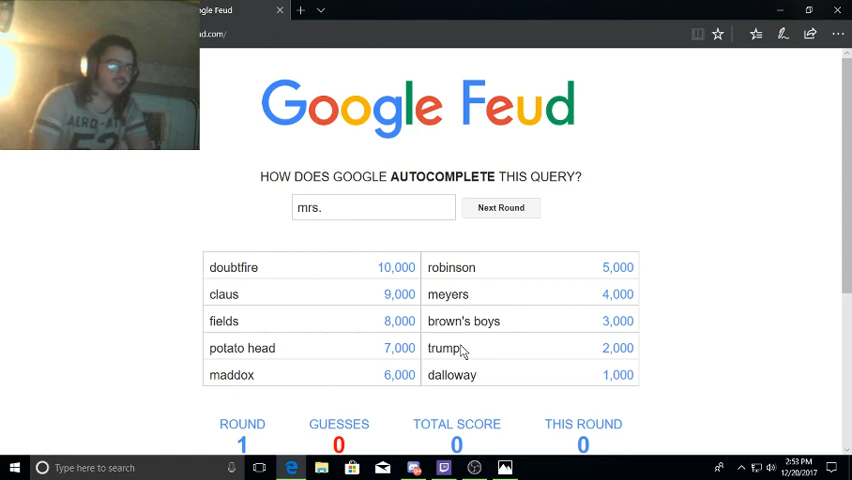 gle Feud
ud.com/
AERO-
Google Feud
HOW DOES GOOGLE AUTOCOMPLETE THIS QUERY?
mrs.
Next Round
doubtfire 10,000 robinson 5,000
claus 9,000 meyers 4,000
fields 8,000 brown's boys 3,000
potato head 7,000 trump 2,000
maddox 6,000 dalloway 1,000
ROUND GUESSES TOTAL SCORE THIS ROUND
1 0 0 0
Type here to search
2:53 PM
12/20/2017